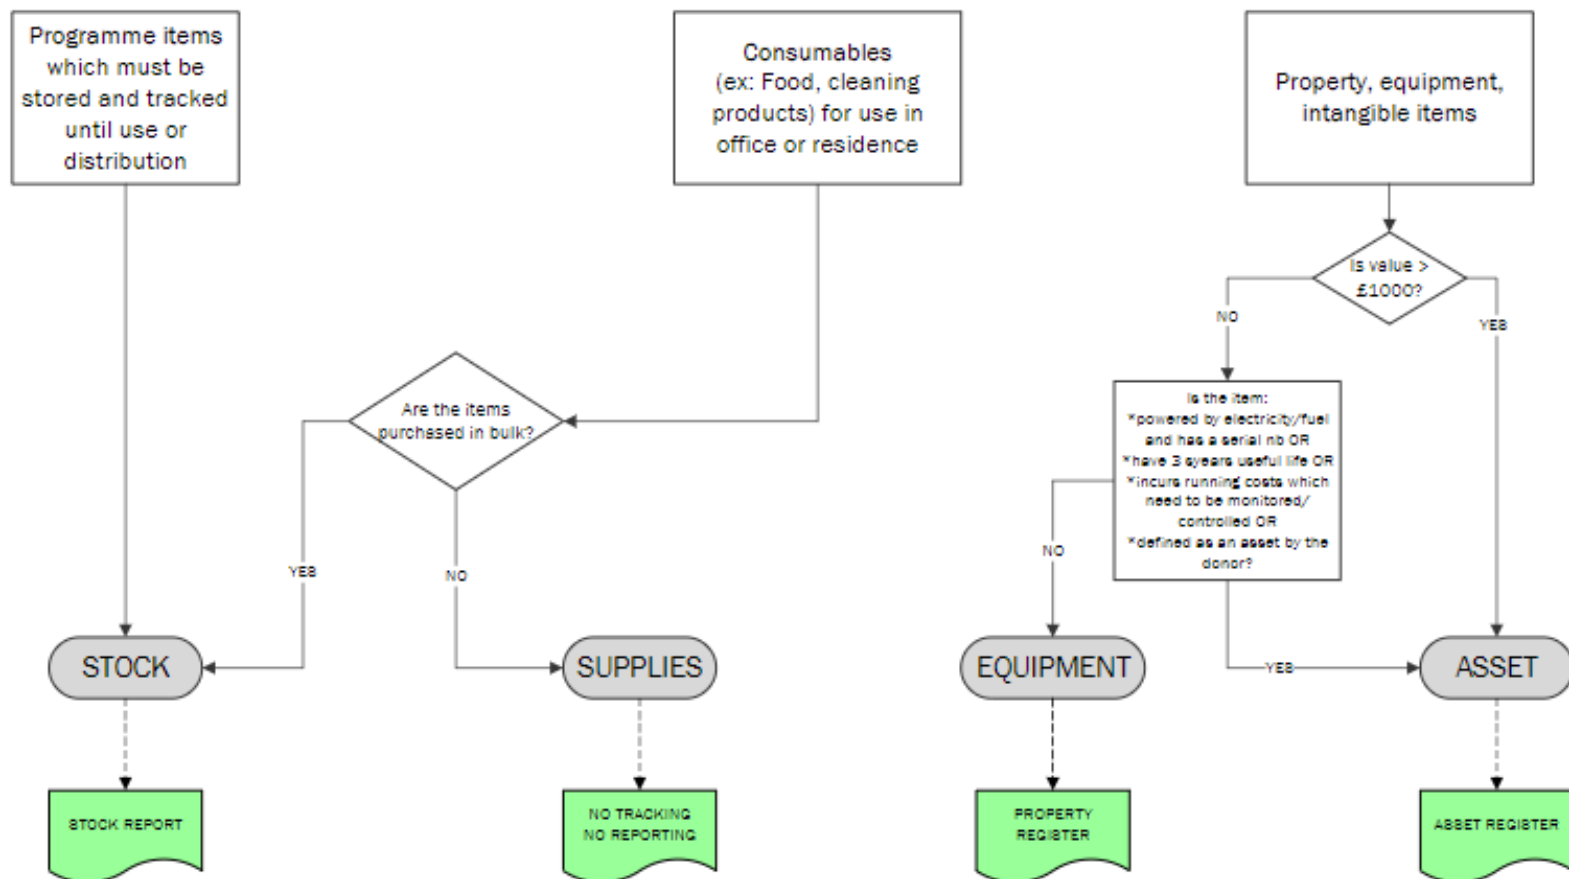 Programme items
which must be
stored and tracked
until use or
distribution
Consumables
(ex: Food, cleaning
products) for use in
office or residence
Property, equipment,
intangible items
Is value >
£1000?
NO
YES
Are the items
purchased in bulk?
Is the item:
*powered by electricity/fuel
and has a serial nb OR
*have 3 syears useful life OR
*incurs running costs which
need to be monitored/
controlled OR
*defined as an asset by the
donor?
YES
NO
NO
YES
STOCK
SUPPLIES
EQUIPMENT
ASSET
STOCK REPORT
NO TRACKING
NO REPORTING
PROPERTY
REGISTER
ASSET REGISTER